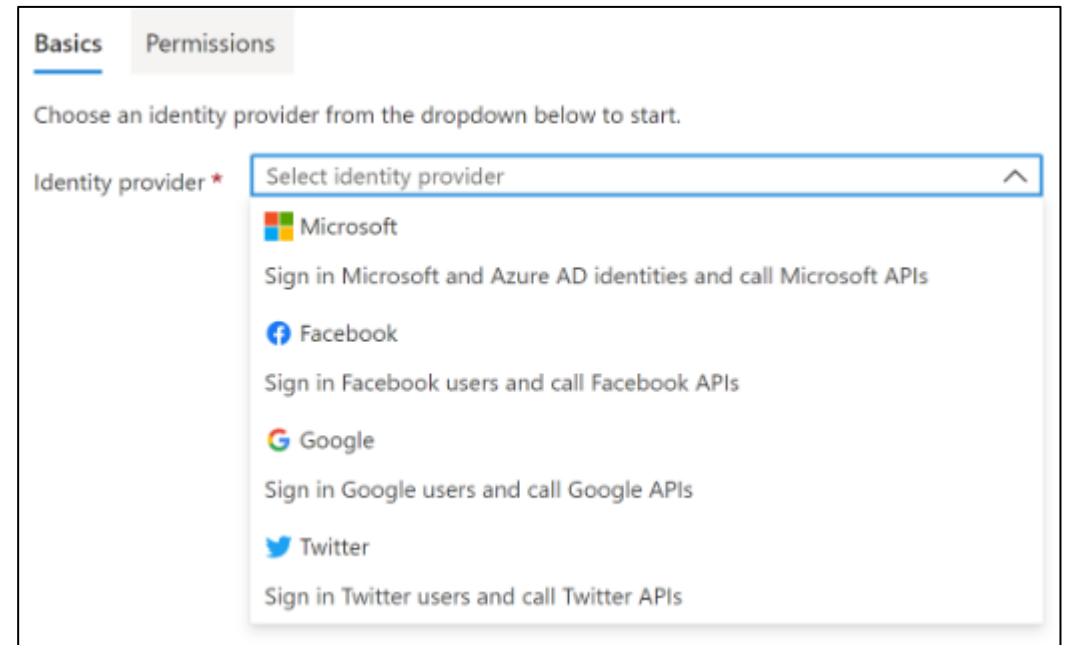 Basics Permissions
Choose an identity provider from the dropdown below to start.
Identity provider * Select identity provider
Microsoft
Sign in Microsoft and Azure AD identities and call Microsoft APIs
Facebook
Sign in Facebook users and call Facebook APIs
Google
Sign in Google users and call Google APIs
Twitter
Sign in Twitter users and call Twitter APIs